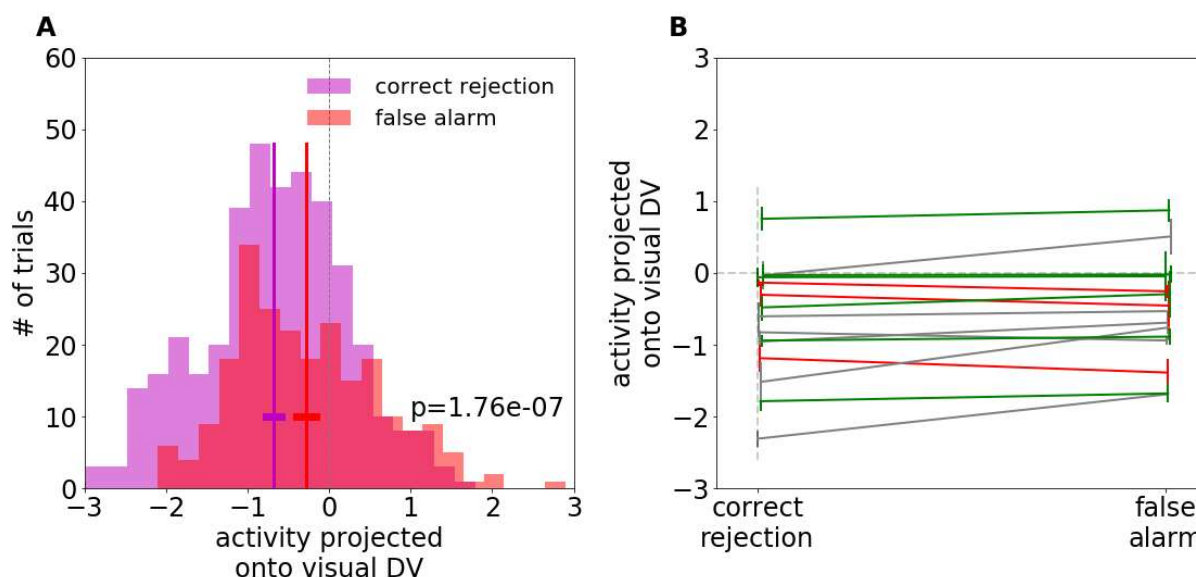 A
# of trials
60
50
40
30
20
10
0
correct rejection
false alarm
p=1.76e-07
−3 −2 −1 0 1 2 3
activity projected
onto visual DV
B
activity projected
onto visual DV
3
2
1
0
−1
−2
−3
correct
rejection
false
alarm